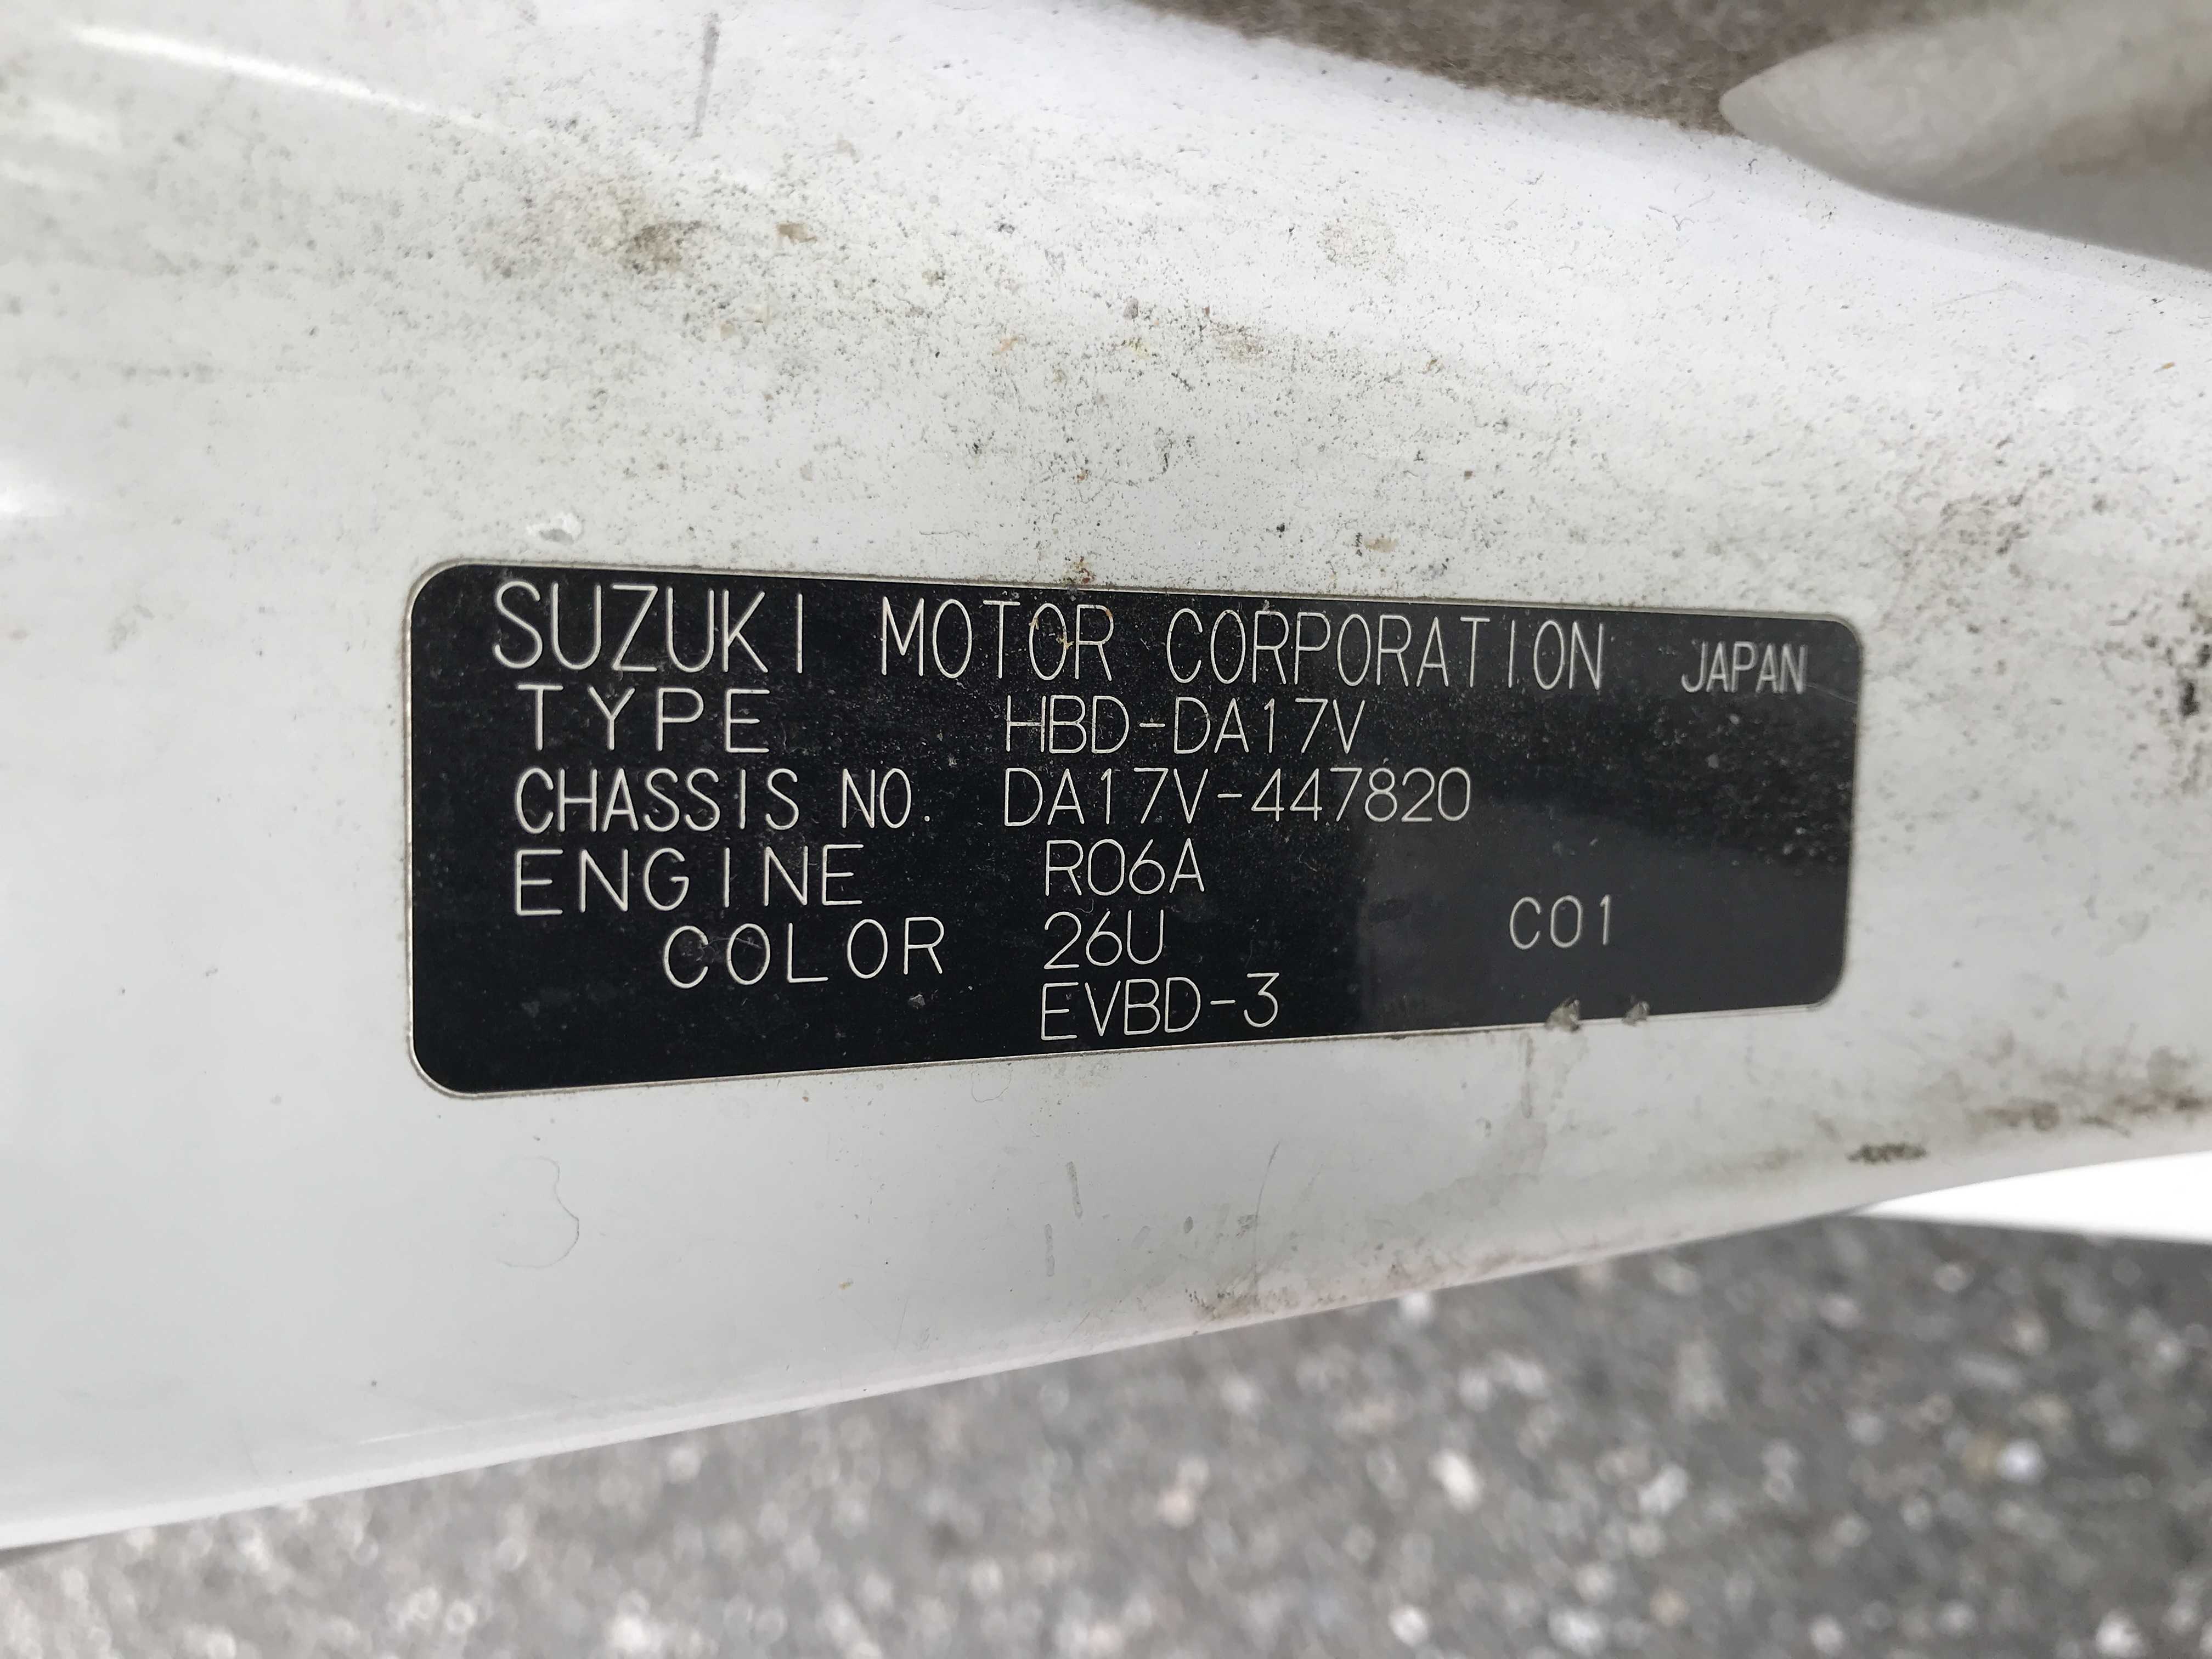 SUZUKI MOTOR CORPORATION JAPAN
TYPE HBD-DA17V
CHASSIS NO. DA17V-447820
ENGINE R06A
COLOR 26U C01
EVBD-3